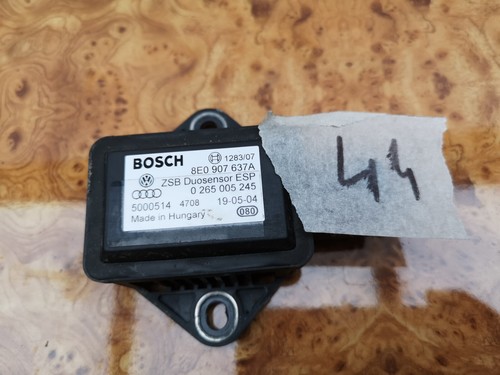 BOSCH
1283/07
8E0 907 637A
ZSB Duosensor ESP
0 265 005 245
5000514 4708 19-05-04
Made in Hungary
080
44